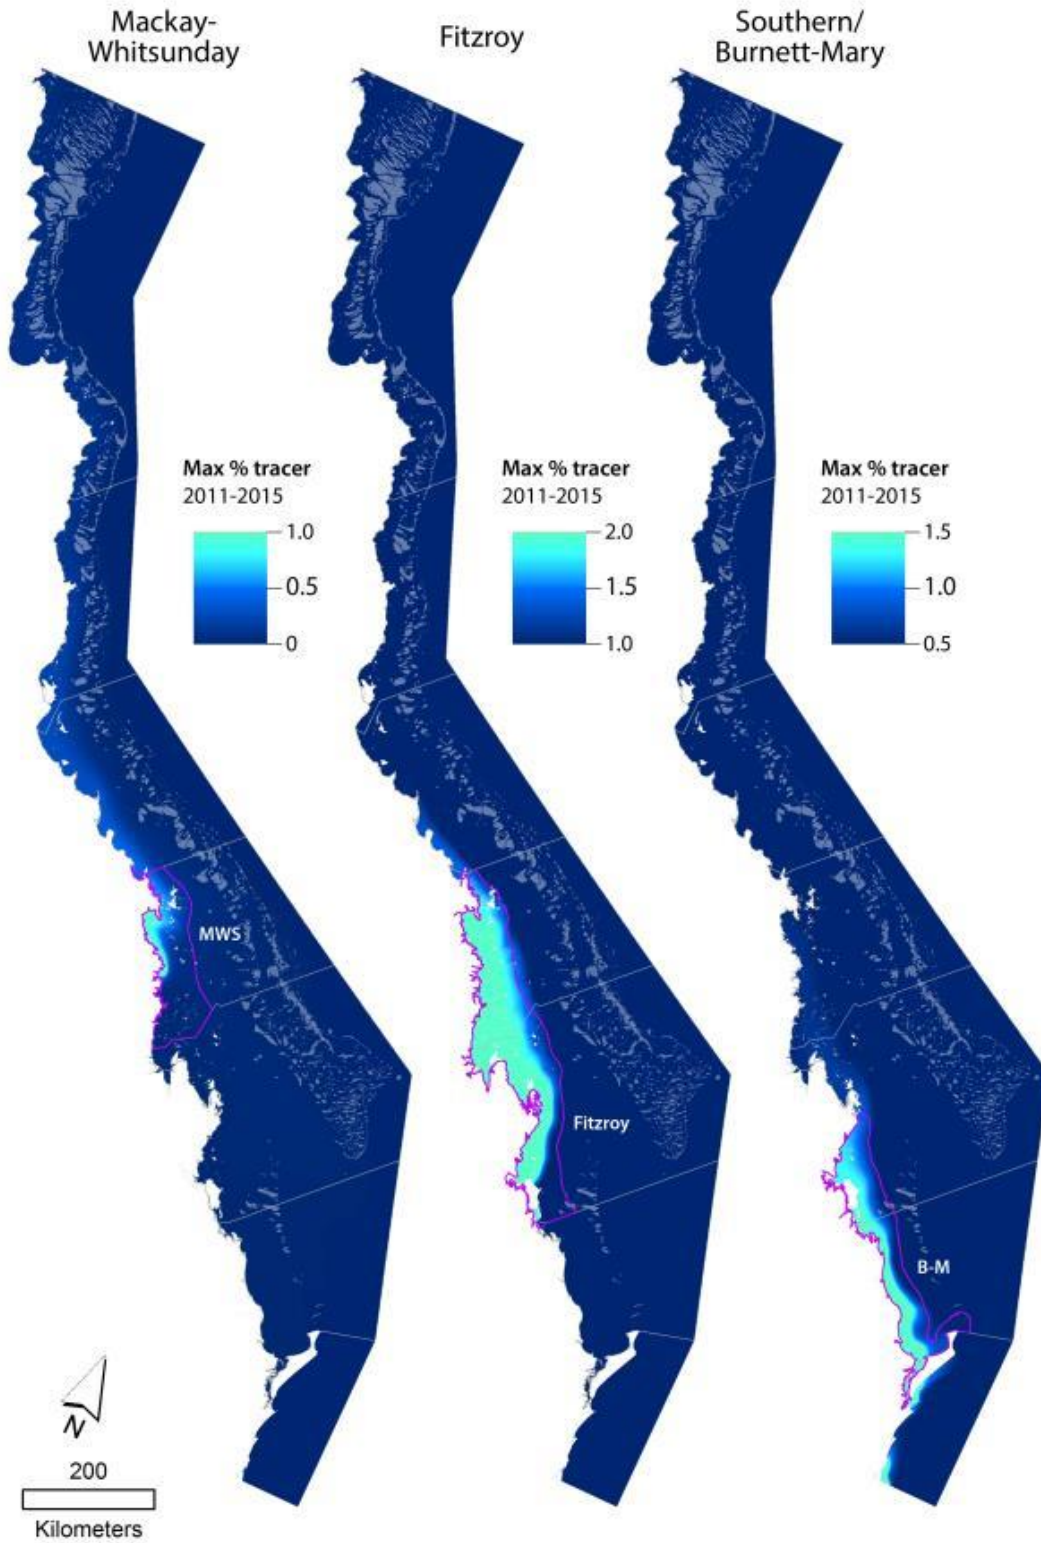 Mackay-
Whitsunday
Fitzroy
Southern/
Burnett-Mary
Max % tracer
2011-2015
1.0
0.5
0
Max % tracer
2011-2015
2.0
1.5
1.0
Max % tracer
2011-2015
1.5
1.0
0.5
MWS
Fitzroy
B-M
N
200
Kilometers